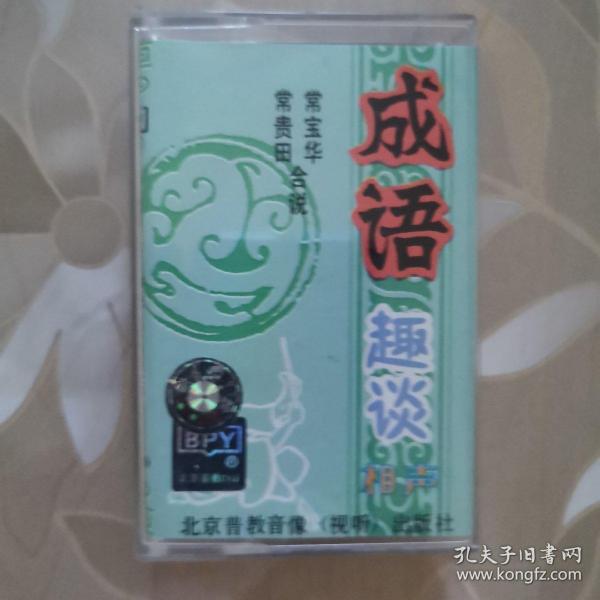 成语
趣谈
相声
常宝华
常贵田
合说
BPY
®
北京普教音像(视听)出版社
孔夫子旧书网
www.kongfz.com